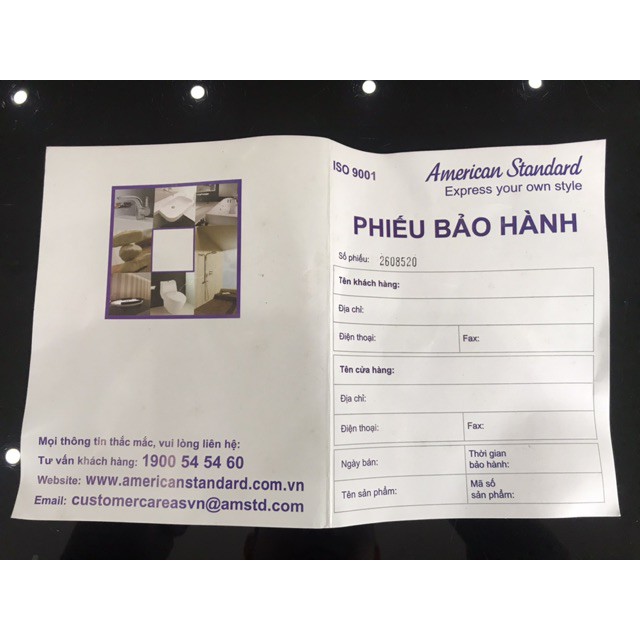 Mọi thông tin thắc mắc, vui lòng liên hệ:
Tư vấn khách hàng: 1900 54 54 60
Website: www.americanstandard.com.vn
Email: customercareasvn@amstd.com
ISO 9001
American Standard
Express your own style
PHIẾU BẢO HÀNH
Số phiếu: 2608520
Tên khách hàng:
Địa chỉ:
Điện thoại: Fax:
Tên cửa hàng:
Địa chỉ:
Điện thoại: Fax:
Ngày bán: Thời gian
bảo hành:
Tên sản phẩm: Mã số
sản phẩm: